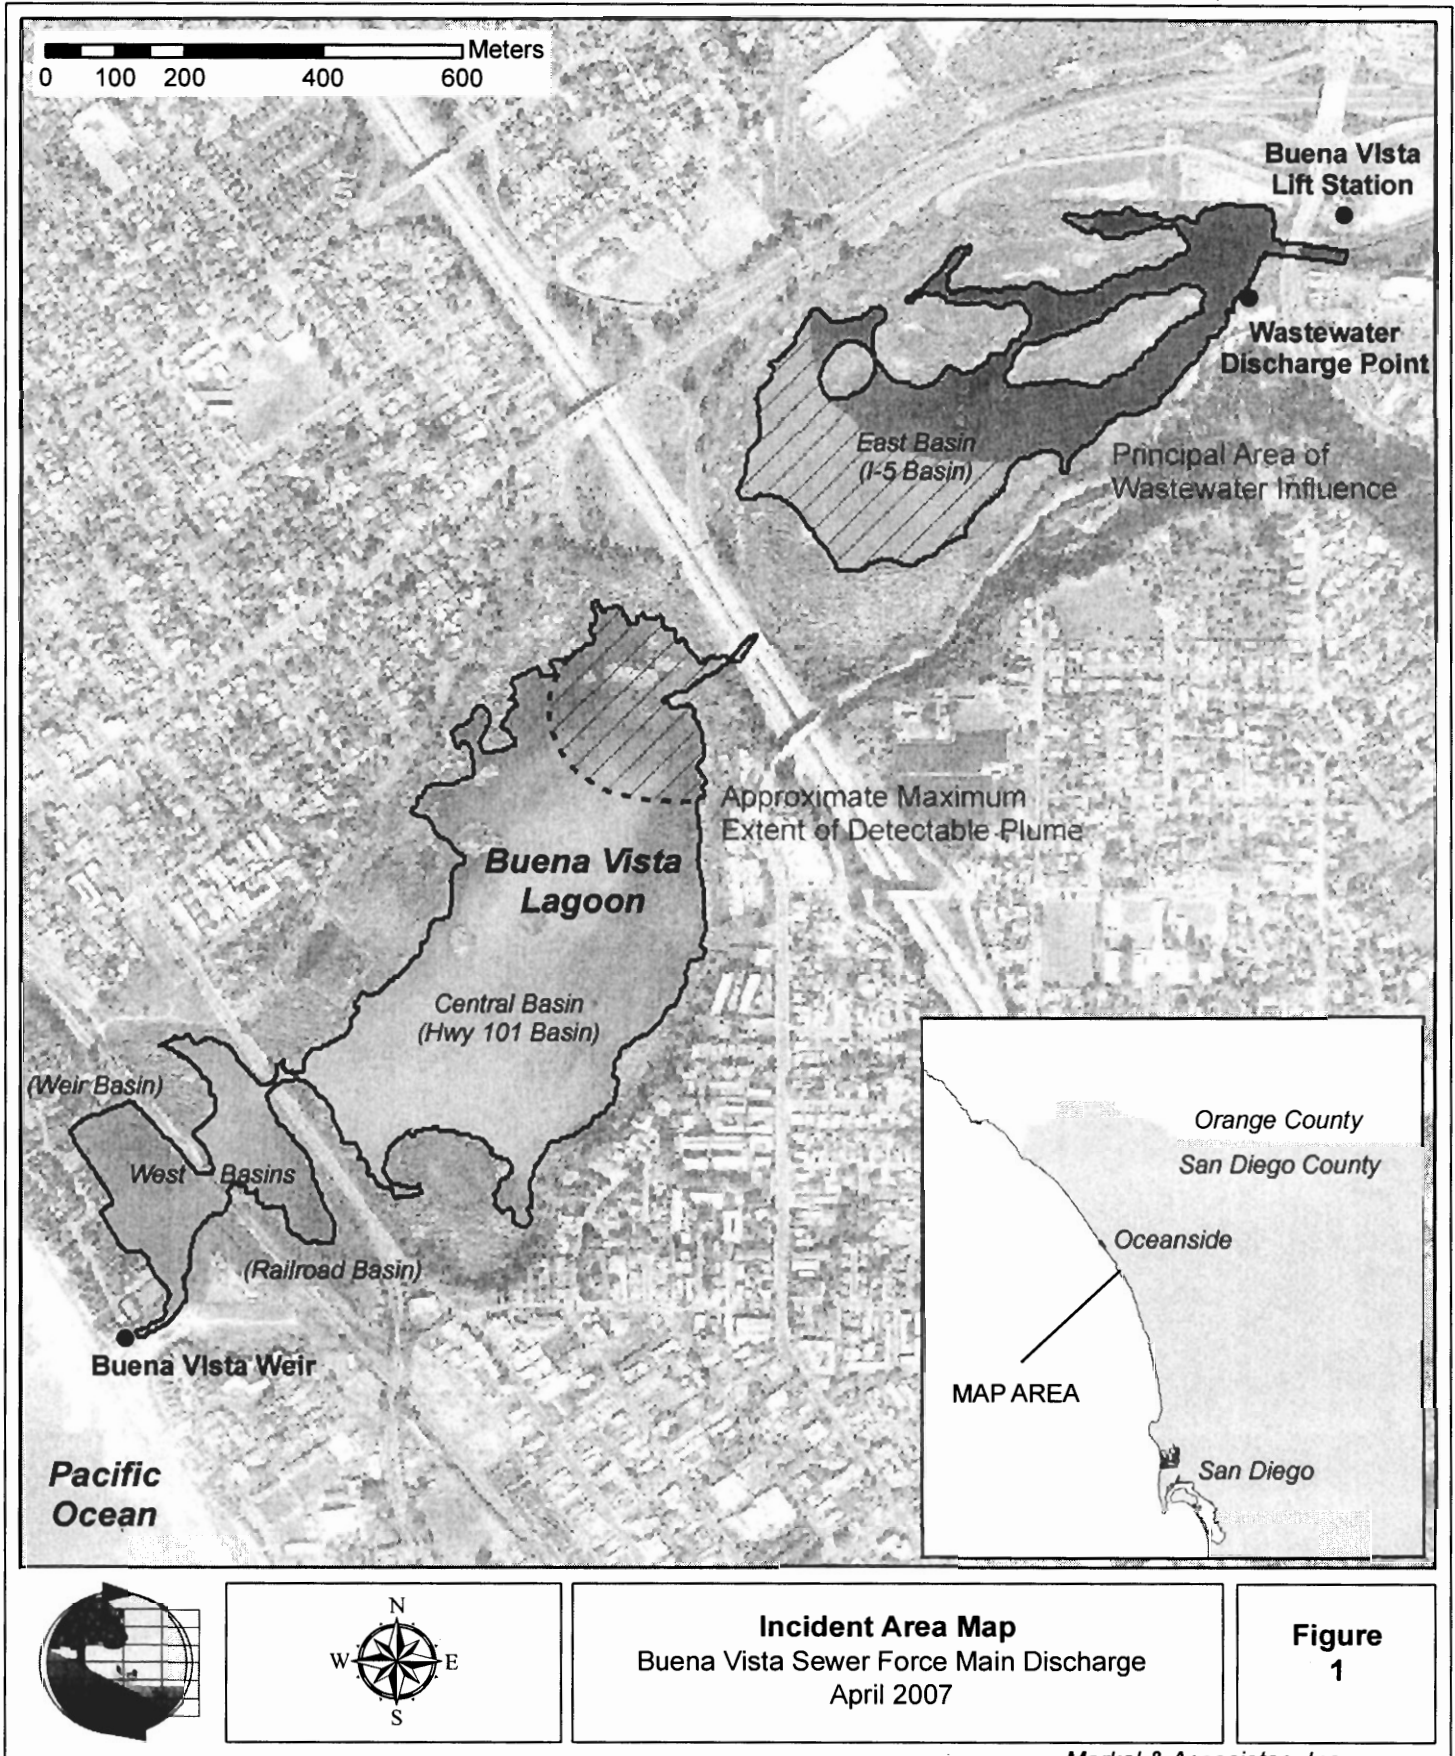 Meters
0 100 200 400 600
Buena VIsta
Lift Station
Wastewater
Discharge Point
East Basin
(I-5 Basin)
Principal Area of
Wastewater Influence
Approximate Maximum
Extent of Detectable Plume
Buena Vista
Lagoon
Central Basin
(Hwy 101 Basin)
(Weir Basin)
West Basins
(Railroad Basin)
Buena VIsta Weir
Pacific
Ocean
Orange County
San Diego County
Oceanside
MAP AREA
San Diego
N
W E
S
Incident Area Map
Buena Vista Sewer Force Main Discharge
April 2007
Figure
1